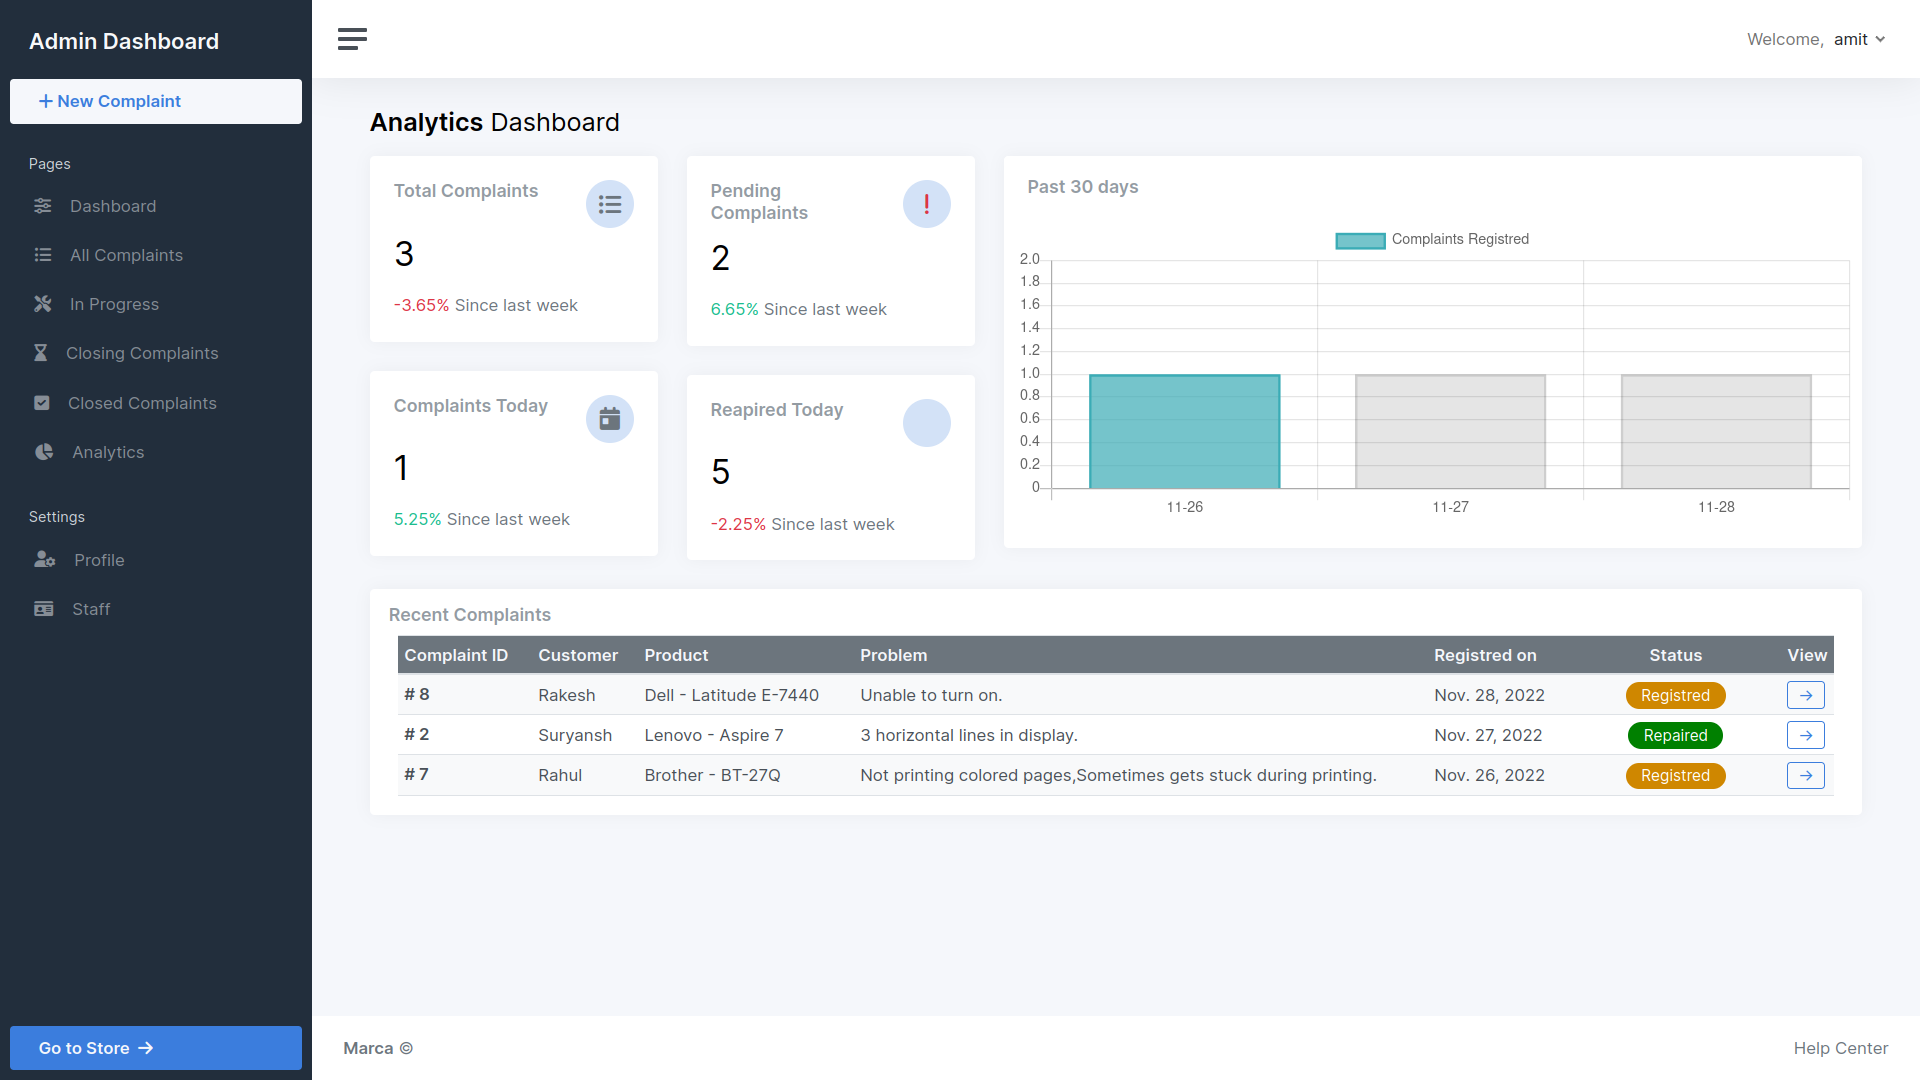 Admin Dashboard
New Complaint
Pages
Dashboard
All Complaints
In Progress
Closing Complaints
Closed Complaints
Analytics
Settings
Profile
Staff
Go to Store
Welcome, amit
Analytics Dashboard
Total Complaints
3
-3.65% Since last week
Pending
Complaints
2
6.65% Since last week
Complaints Today
1
5.25% Since last week
Reapired Today
5
-2.25% Since last week
Past 30 days
Complaints Registred
2.0
1.8
1.6
1.4
1.2
1.0
0.8
0.6
0.4
0.2
0
11-26 11-27 11-28
Recent Complaints
Complaint ID Customer Product Problem Registred on Status View
# 8 Rakesh Dell - Latitude E-7440 Unable to turn on. Nov. 28, 2022 Registred
# 2 Suryansh Lenovo - Aspire 7 3 horizontal lines in display. Nov. 27, 2022 Repaired
# 7 Rahul Brother - BT-27Q Not printing colored pages,Sometimes gets stuck during printing. Nov. 26, 2022 Registred
Marca ©
Help Center